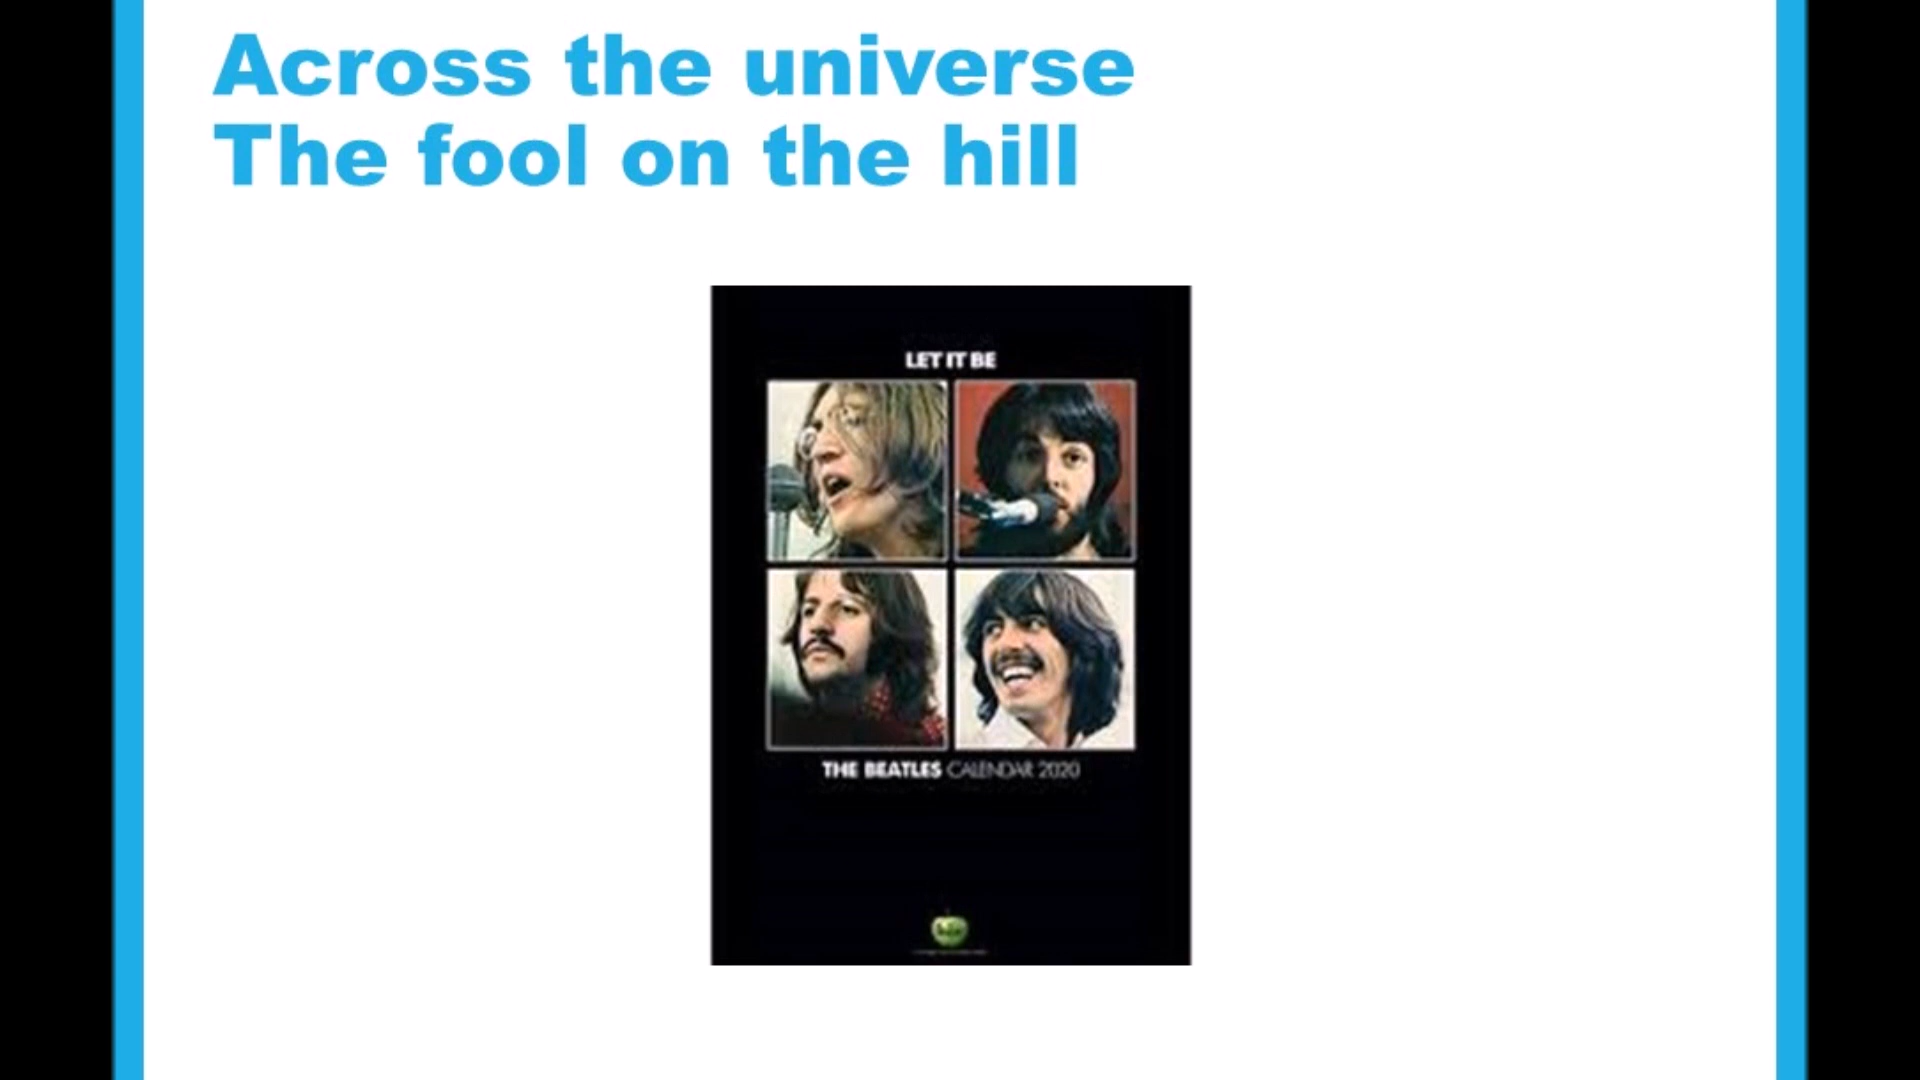 Across the universe
The fool on the hill
LET IT BE
THE BEATLES CALENDAR 2020